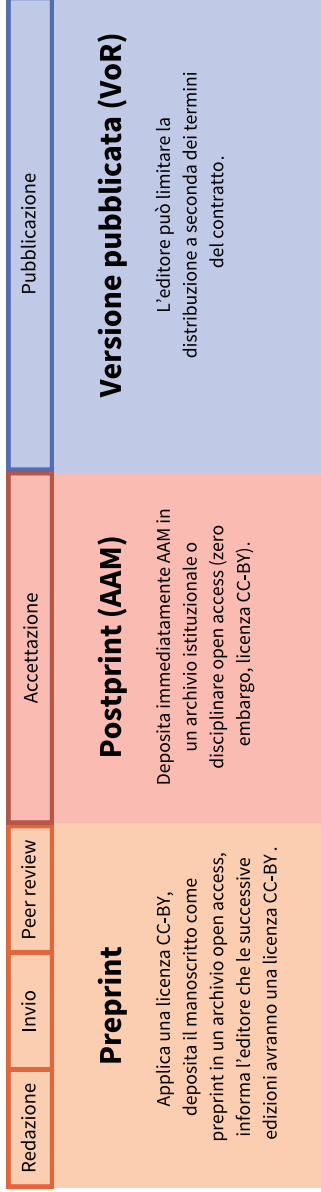 Redazione
Invio
Peer review
Accettazione
Pubblicazione
Preprint
Applica una licenza CC-BY,
deposita il manoscritto come
preprint in un archivio open access,
informa l'editore che le successive
edizioni avranno una licenza CC-BY .
Postprint (AAM)
Deposita immediatamente AAM in
un archivio istituzionale o
disciplinare open access (zero
embargo, licenza CC-BY).
Versione pubblicata (VoR)
L'editore può limitare la
distribuzione a seconda dei termini
del contratto.